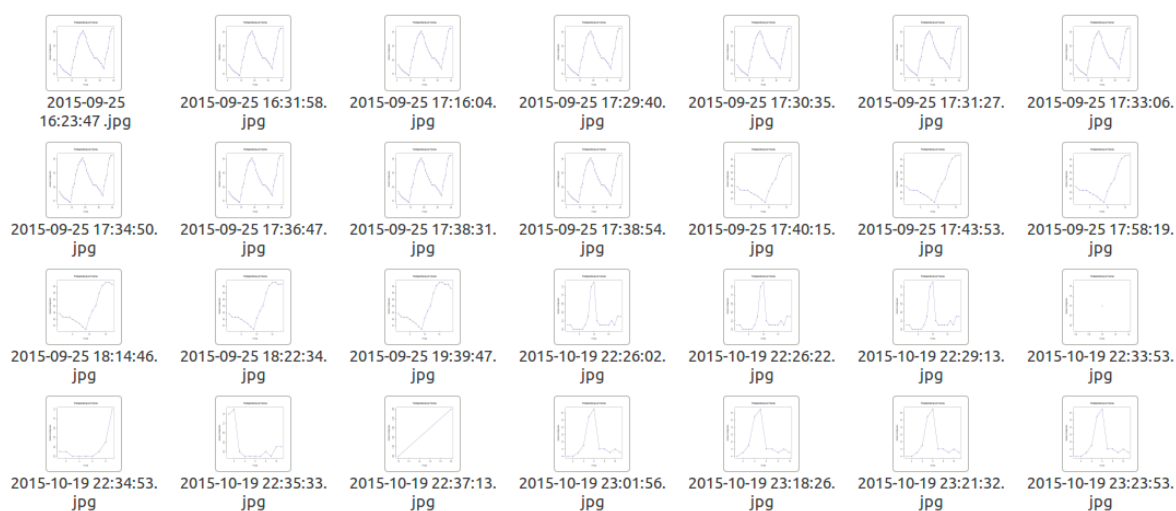 2015-09-25
16:23:47 .jpg
2015-09-25 16:31:58.
jpg
2015-09-25 17:16:04.
jpg
2015-09-25 17:29:40.
jpg
2015-09-25 17:30:35.
jpg
2015-09-25 17:31:27.
jpg
2015-09-25 17:33:06.
jpg
2015-09-25 17:34:50.
jpg
2015-09-25 17:36:47.
jpg
2015-09-25 17:38:31.
jpg
2015-09-25 17:38:54.
jpg
2015-09-25 17:40:15.
jpg
2015-09-25 17:43:53.
jpg
2015-09-25 17:58:19.
jpg
2015-09-25 18:14:46.
jpg
2015-09-25 18:22:34.
jpg
2015-09-25 19:39:47.
jpg
2015-10-19 22:26:02.
jpg
2015-10-19 22:26:22.
jpg
2015-10-19 22:29:13.
jpg
2015-10-19 22:33:53.
jpg
2015-10-19 22:34:53.
jpg
2015-10-19 22:35:33.
jpg
2015-10-19 22:37:13.
jpg
2015-10-19 23:01:56.
jpg
2015-10-19 23:18:26.
jpg
2015-10-19 23:21:32.
jpg
2015-10-19 23:23:53.
jpg